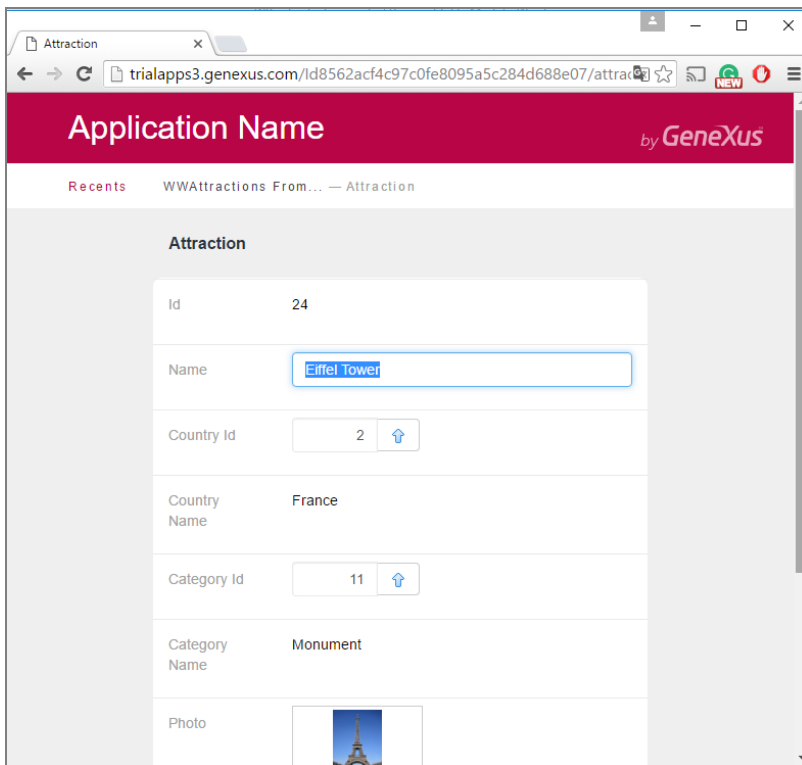 Attraction
trialapps3.genexus.com/Id8562acf4c97c0fe8095a5c284d688e07/attrac
NEW
Application Name
by GeneXus
Recents WWAttractions From... — Attraction
Attraction
Id 24
Name Eiffel Tower
Country Id 2
Country
Name France
Category Id 11
Category
Name Monument
Photo